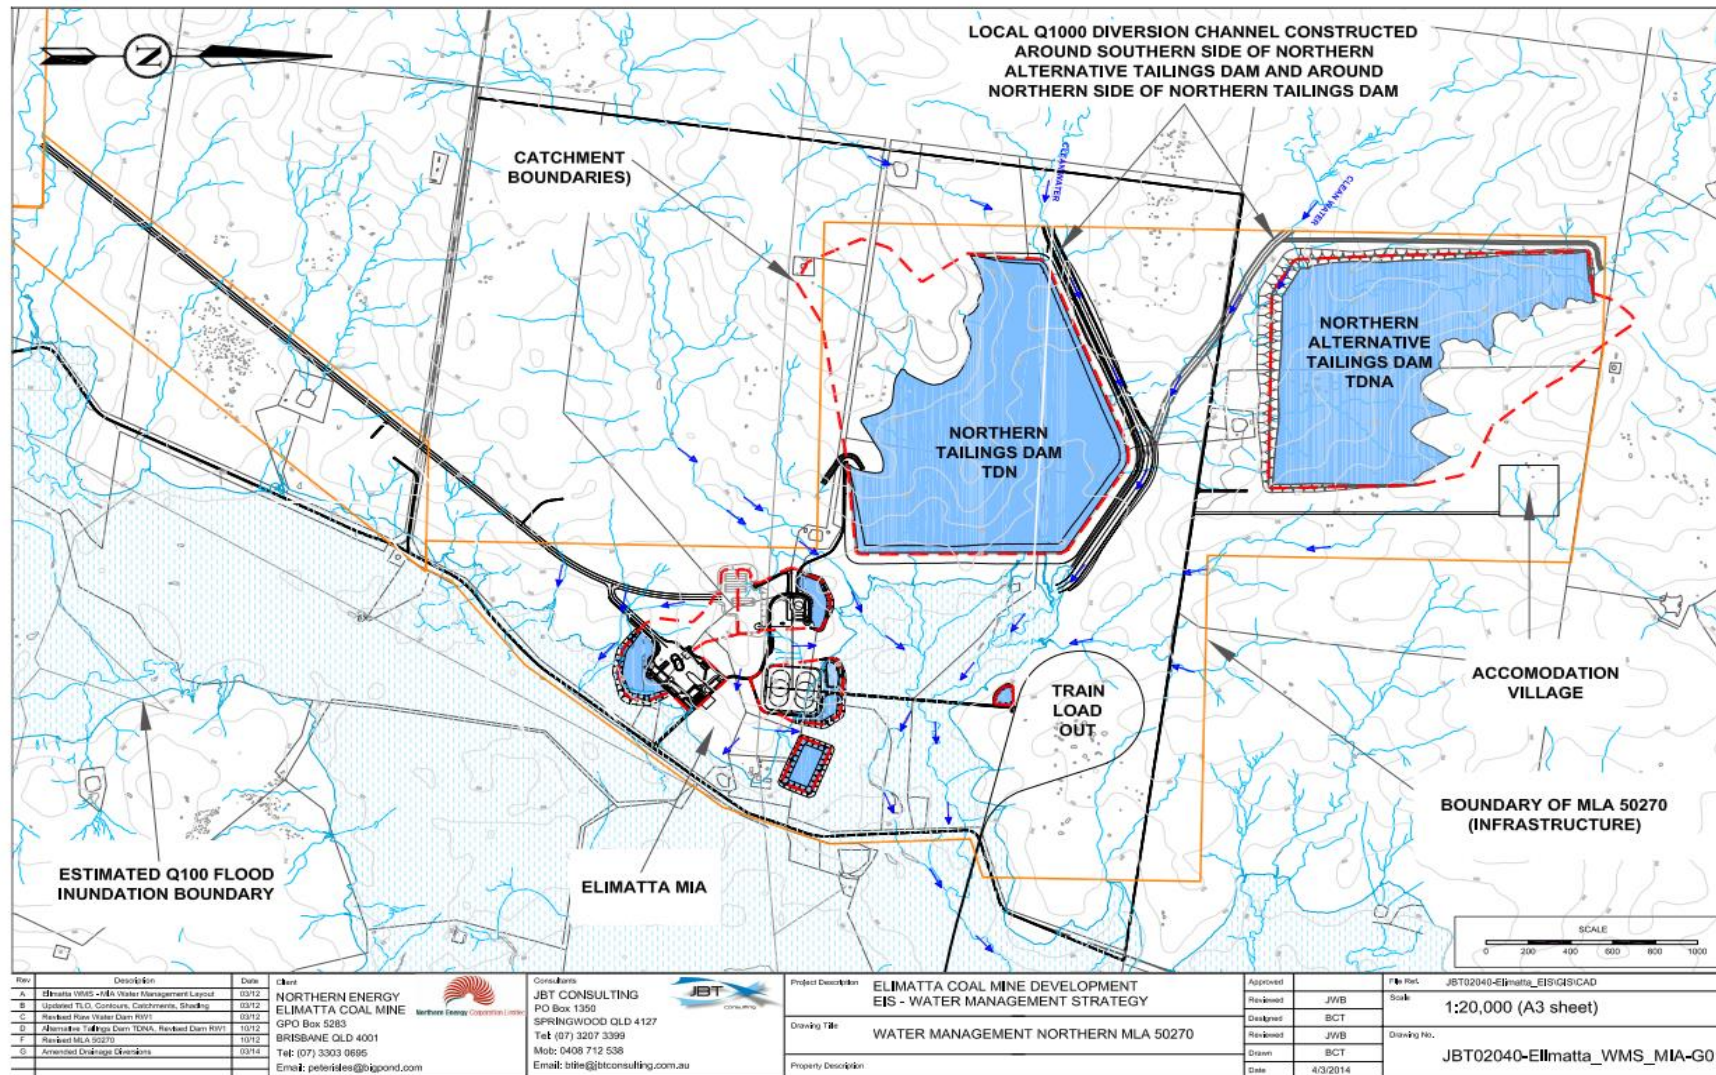 N
LOCAL Q1000 DIVERSION CHANNEL CONSTRUCTED
AROUND SOUTHERN SIDE OF NORTHERN
ALTERNATIVE TAILINGS DAM AND AROUND
NORTHERN SIDE OF NORTHERN TAILINGS DAM
CATCHMENT
BOUNDARIES)
CLEAN WATER
CLEAN WATER
NORTHERN
ALTERNATIVE
TAILINGS DAM
TDNA
NORTHERN
TAILINGS DAM
TDN
ACCOMODATION
VILLAGE
TRAIN
LOAD
OUT
BOUNDARY OF MLA 50270
(INFRASTRUCTURE)
ESTIMATED Q100 FLOOD
INUNDATION BOUNDARY
ELIMATTA MIA
SCALE
0 200 400 600 800 1000
Rev Description Date
A Elimatta WMS - MIA Water Management Layout 03/12
B Updated TLO, Contours, Catchments, Shading 03/12
C Revised Raw Water Dam RW1 03/12
D Alternative Tailings Dam TDNA, Revised Dam RW1 10/12
F Revised MLA 50270 10/12
G Amended Drainage Diversions 03/14
Client
NORTHERN ENERGY
ELIMATTA COAL MINE
GPO Box 5283
BRISBANE QLD 4001
Tel: (07) 3303 0695
Email: peterisles@bigpond.com
Northern Energy Corporation Limited
Consultants
JBT CONSULTING
PO Box 1350
SPRINGWOOD QLD 4127
Tel: (07) 3207 3399
Mob: 0408 712 538
Email: btite@jbtconsulting.com.au
JBT
consulting
Project Description
ELIMATTA COAL MINE DEVELOPMENT
EIS - WATER MANAGEMENT STRATEGY
Drawing Title
WATER MANAGEMENT NORTHERN MLA 50270
Property Description
Approved
Reviewed JWB
Designed BCT
Reviewed JWB
Drawn BCT
Date 4/3/2014
File Ref. JBT02040-Elimatta_EIS\GIS\CAD
Scale
1:20,000 (A3 sheet)
Drawing No.
JBT02040-Elimatta_WMS_MIA-G0